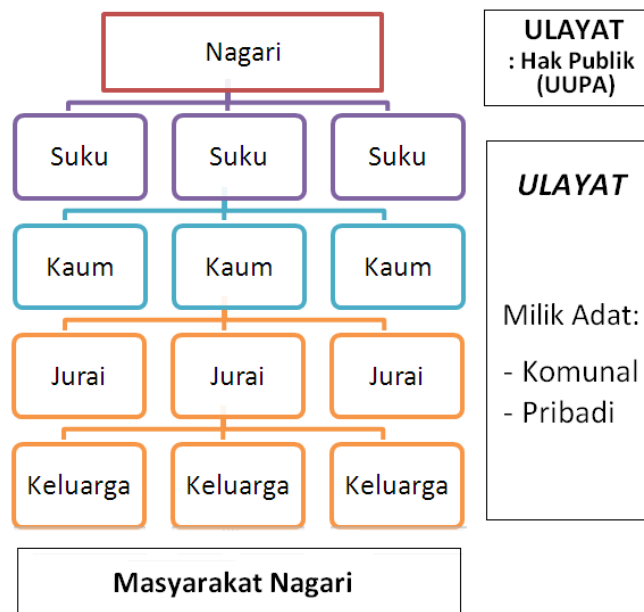 Nagari
Suku
Suku
Suku
Kaum
Kaum
Kaum
Jurai
Jurai
Jurai
Keluarga
Keluarga
Keluarga
Masyarakat Nagari
ULAYAT
: Hak Publik
(UUPA)
ULAYAT
Milik Adat:
- Komunal
- Pribadi